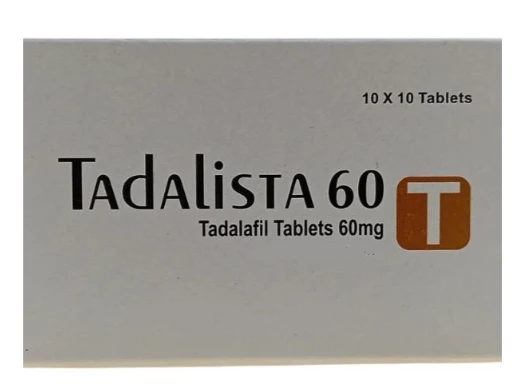 10 X 10 Tablets
TAdAlisTA 60
Tadalafil Tablets 60mg
T